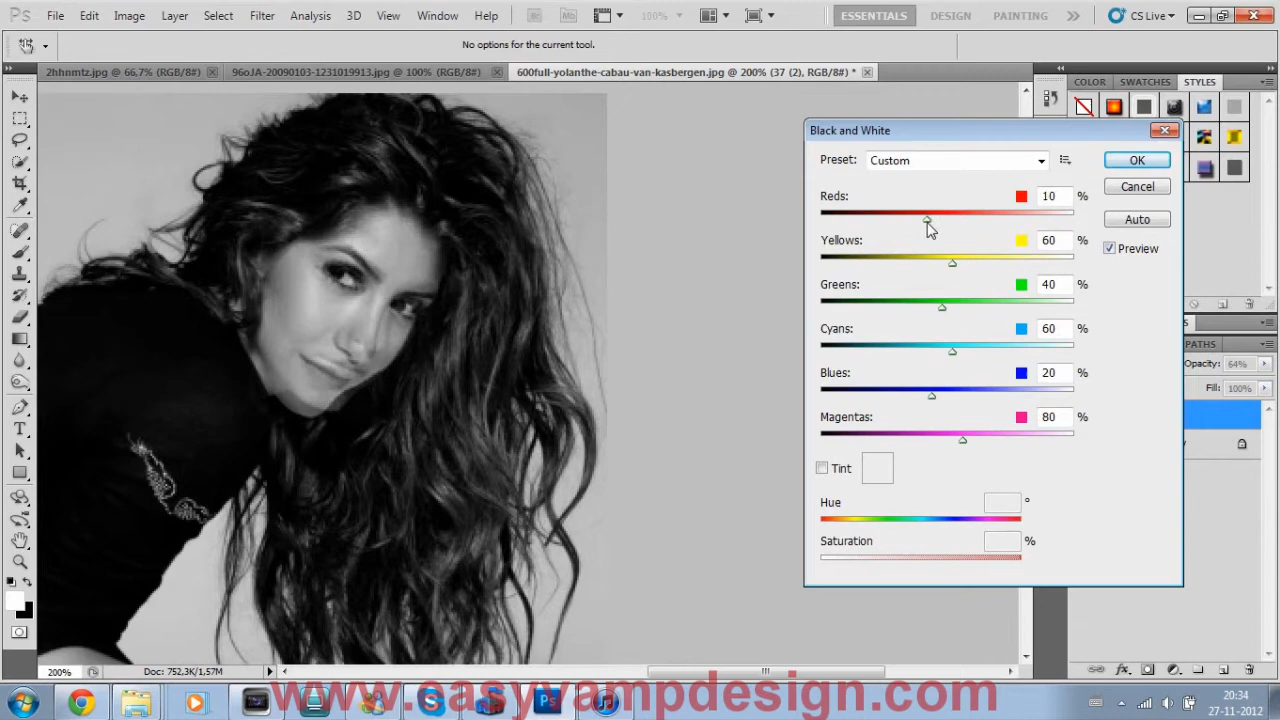 Ps File Edit Image Layer Select Filter Analysis 3D View Window Help Br Mb 100% ESSENTIALS DESIGN PAINTING CS Live
No options for the current tool.
2hhnmtz.jpg @ 66,7% (RGB/8#) 96oJA-20090103-1231019913.jpg @ 100% (RGB/8#) 600full-yolanthe-cabau-van-kasbergen.jpg @ 200% (37 (2), RGB/8#) *
COLOR SWATCHES STYLES
Black and White
Preset: Custom OK
Cancel
Reds: 10 %
Auto
Yellows: 60 %
Preview
Greens: 40 %
Cyans: 60 %
PATHS
Opacity: 64%
Blues: 20 %
Fill: 100%
Magentas: 80 %
Tint
Hue °
Saturation %
200% Doc: 752,3K/1,57M
www.easyvampdesign.com
20:34
27-11-2012